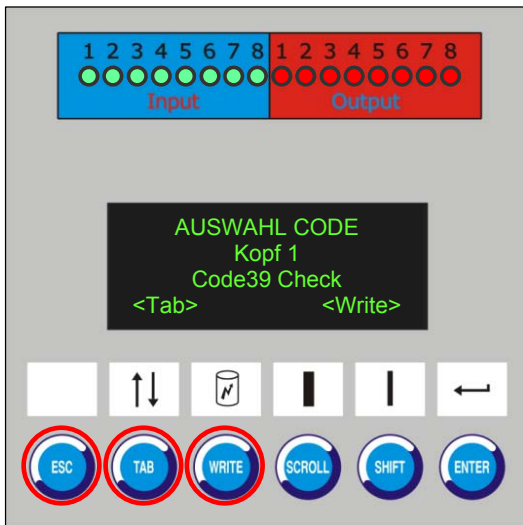 1 2 3 4 5 6 7 8 1 2 3 4 5 6 7 8
Input Output
AUSWAHL CODE
Kopf 1
Code39 Check
<Tab> <Write>
ESC TAB WRITE SCROLL SHIFT ENTER